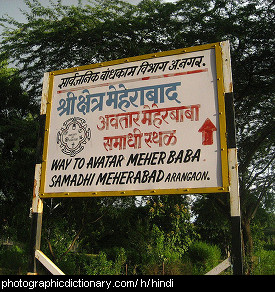 सार्वजनिक बांधकाम विभाग अ.नगर.
श्री क्षेत्र मेहेराबाद
अवतार मेहेरबाबा
समाधी स्थळ
WAY TO AVATAR MEHER BABA.
SAMADHI MEHERABAD ARANGAON.
photographicdictionary.com/h/hindi